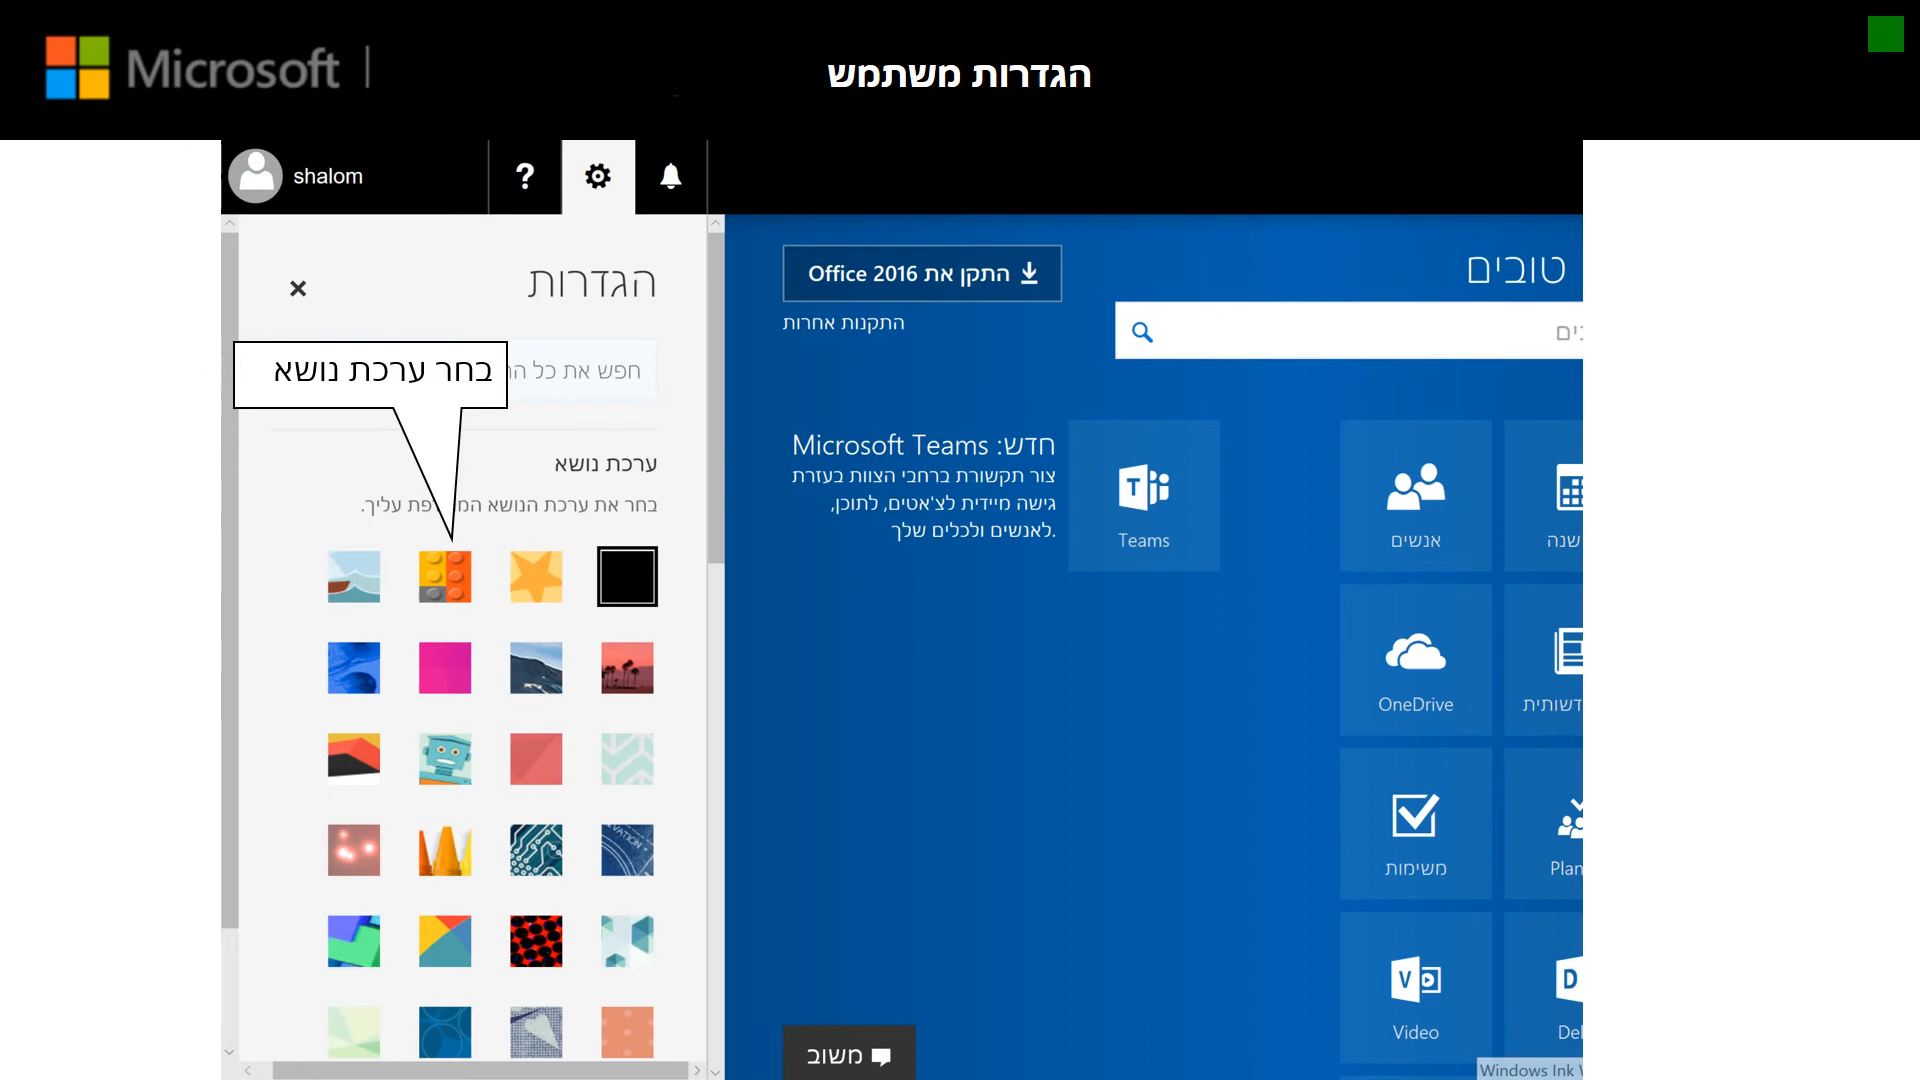 Microsoft
הגדרות משתמש
shalom
הגדרות
בחר ערכת נושא
חפש את כל
ערכת נושא
בחר את ערכת הנושא
טובים
התקן את Office 2016
התקנות אחרות
חדש: Microsoft Teams
צור תקשורת ברחבי הצוות בעזרת
גישה מיידית לצ'אטים, לתוכן,
לאנשים ולכלים שלך.
Teams
אנשים
שנה
OneDrive
משימות
Video
משוב
Windows Ink